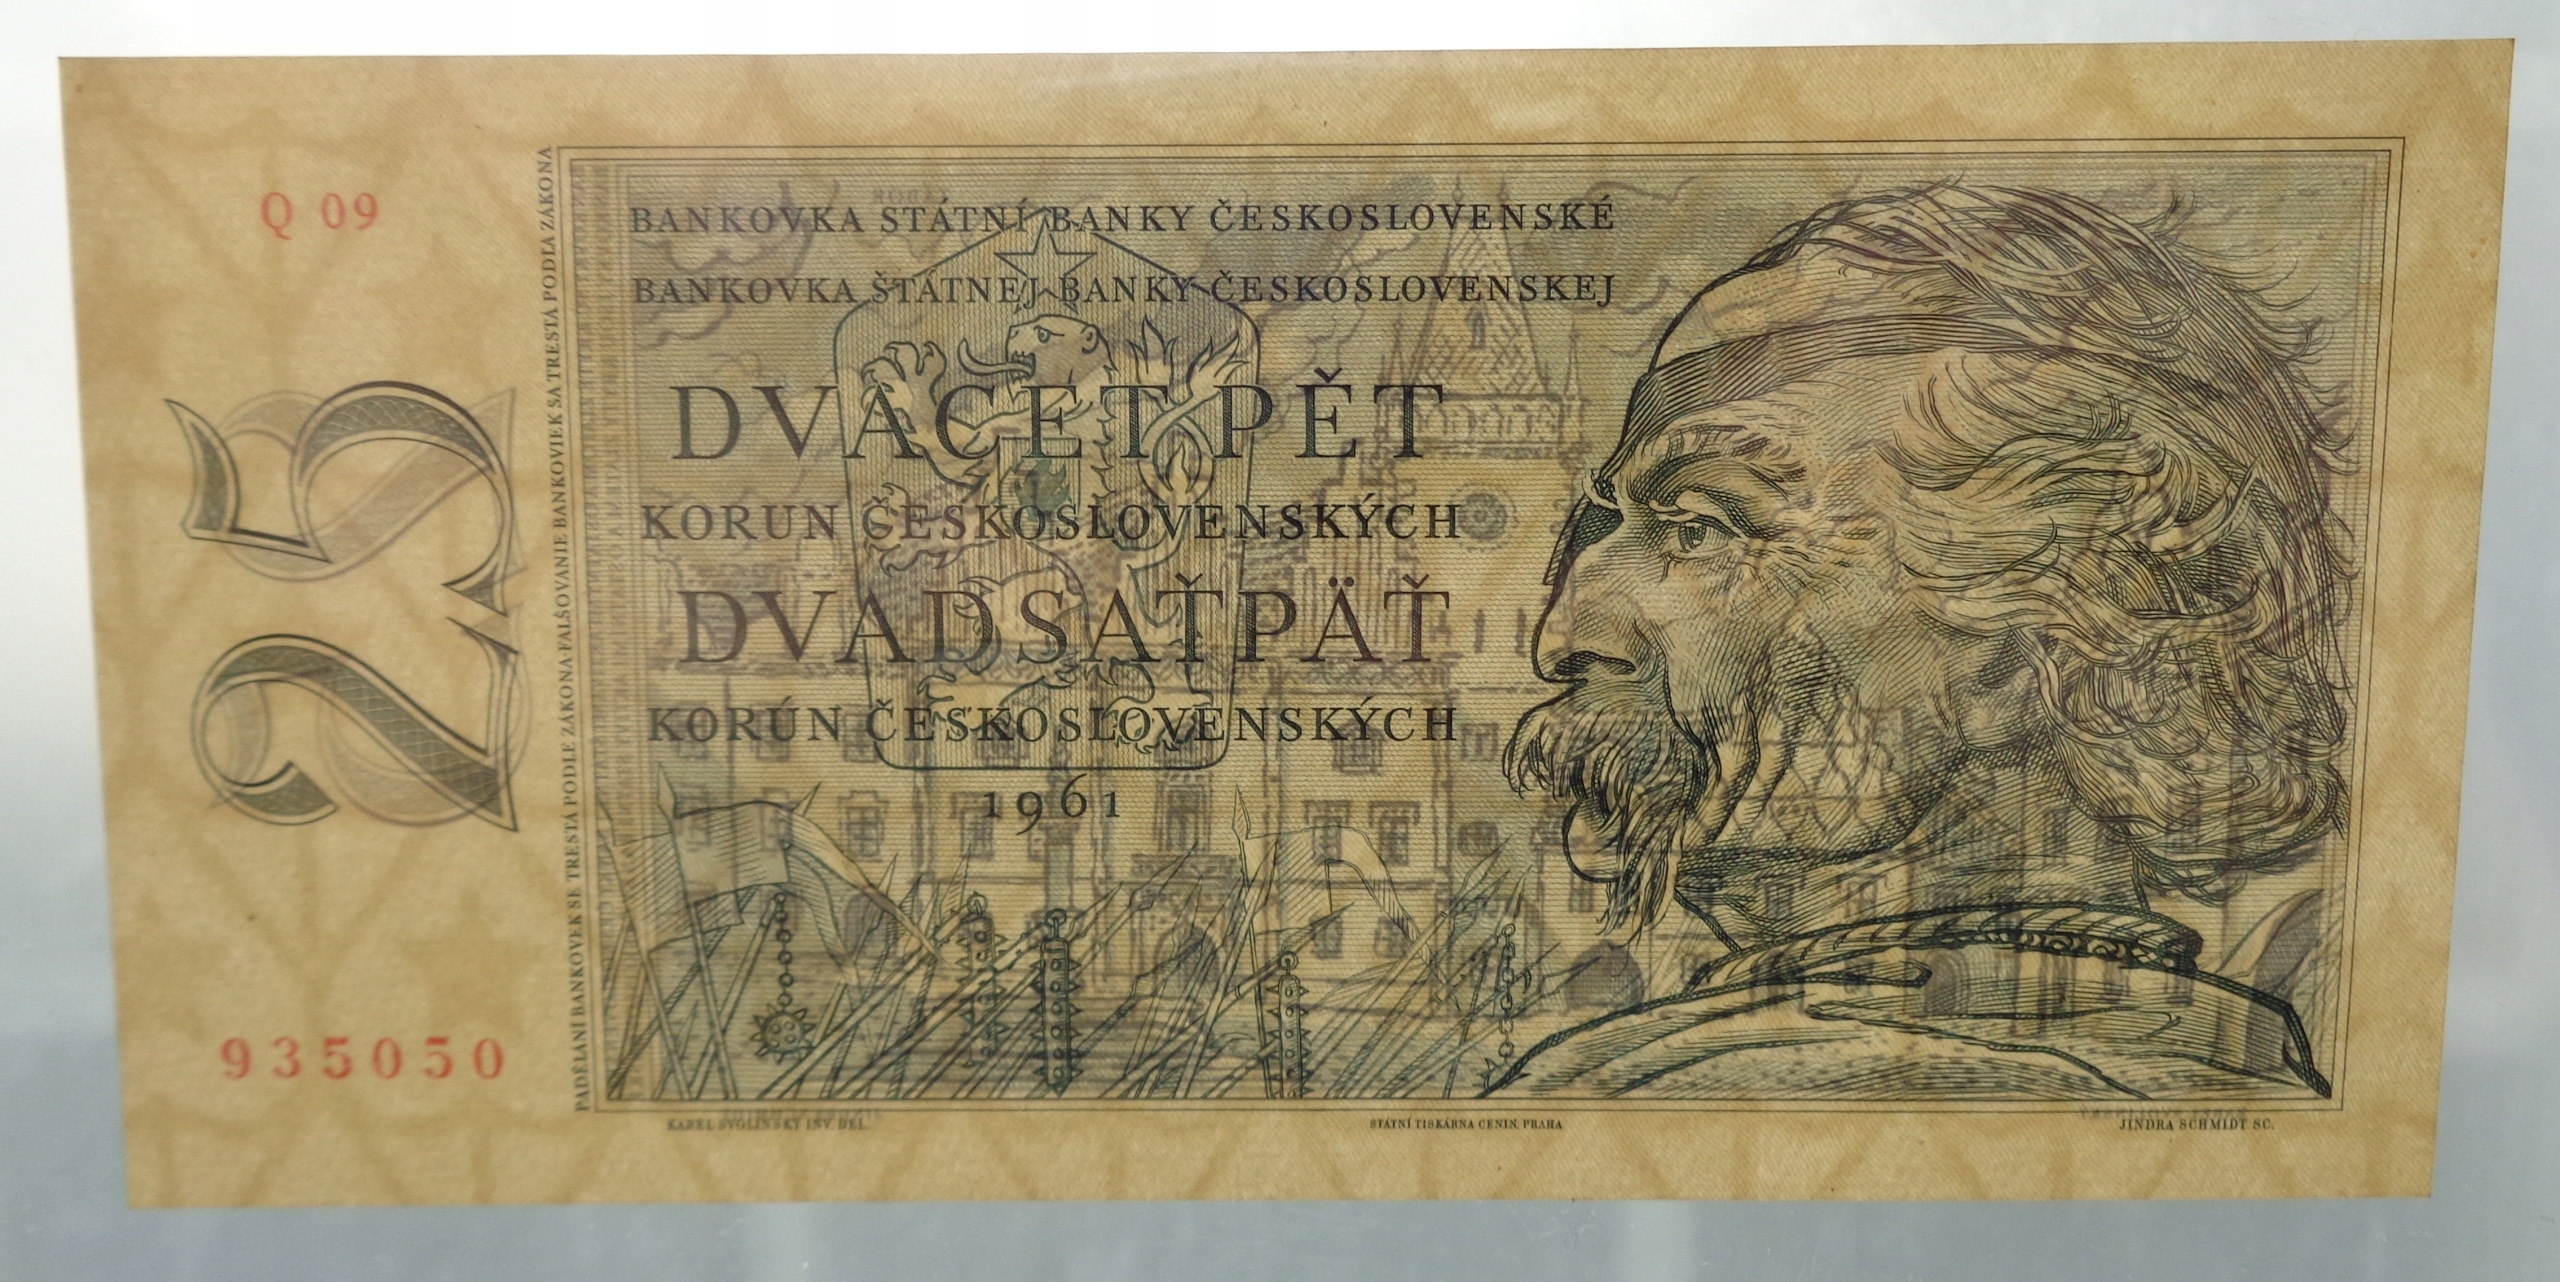 Q 09
BANKOVKA STÁTNÍ BANKY ČESKOSLOVENSKÉ
BANKOVKA ŠTÁTNEJ BANKY ČESKOSLOVENSKEJ
DVACET PĚT
KORUN ČESKOSLOVENSKÝCH
DVADSAŤPÄŤ
KORÚN ČESKOSLOVENSKÝCH
1961
25
935050
PADĚLÁNÍ BANKOVEK SE TRESTÁ PODLE ZÁKONA FALŠOVANIE BANKOVIEK SA TRESTÁ PODĽA ZÁKONA
KAREL SVOLINSKÝ INV. DEL.
STÁTNÍ TISKÁRNA CENIN, PRAHA
JINDRA SCHMIDT SC.